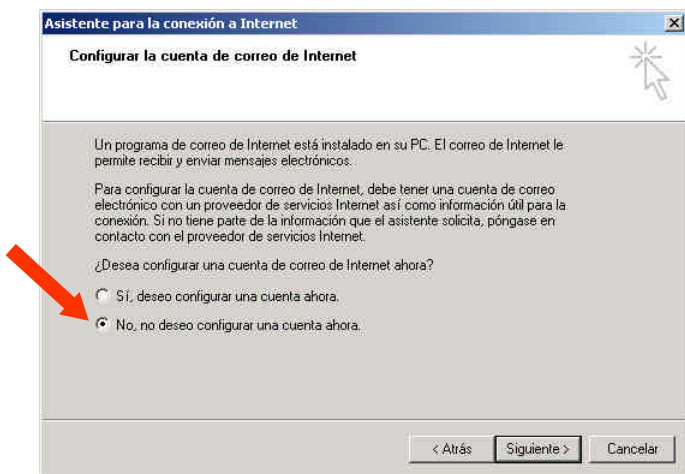 Asistente para la conexión a Internet
Configurar la cuenta de correo de Internet
Un programa de correo de Internet está instalado en su PC. El correo de Internet le
permite recibir y enviar mensajes electrónicos.
Para configurar la cuenta de correo de Internet, debe tener una cuenta de correo
electrónico con un proveedor de servicios Internet así como información útil para la
conexión. Si no tiene parte de la información que el asistente solicita, póngase en
contacto con el proveedor de servicios Internet.
¿Desea configurar una cuenta de correo de Internet ahora?
Sí, deseo configurar una cuenta ahora.
No, no deseo configurar una cuenta ahora.
< Atrás Siguiente > Cancelar